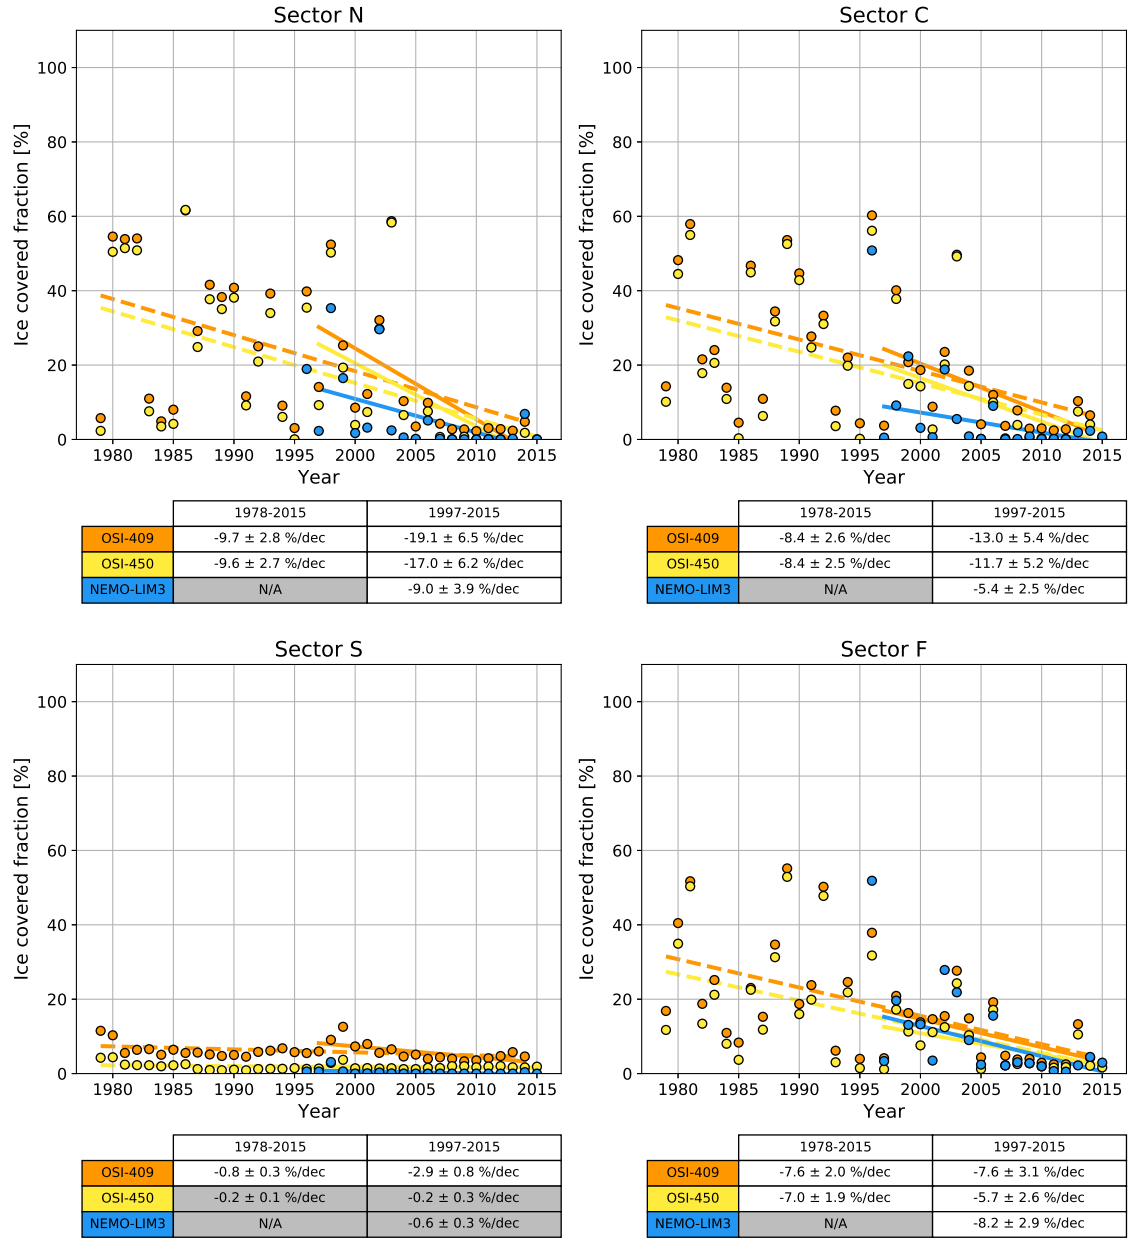 Sector N
Ice covered fraction [%]
100
80
60
40
20
0
1980 1985 1990 1995 2000 2005 2010 2015
Year
1978-2015 1997-2015
OSI-409 -9.7 ± 2.8 %/dec -19.1 ± 6.5 %/dec
OSI-450 -9.6 ± 2.7 %/dec -17.0 ± 6.2 %/dec
NEMO-LIM3 N/A -9.0 ± 3.9 %/dec
Sector C
Ice covered fraction [%]
100
80
60
40
20
0
1980 1985 1990 1995 2000 2005 2010 2015
Year
1978-2015 1997-2015
OSI-409 -8.4 ± 2.6 %/dec -13.0 ± 5.4 %/dec
OSI-450 -8.4 ± 2.5 %/dec -11.7 ± 5.2 %/dec
NEMO-LIM3 N/A -5.4 ± 2.5 %/dec
Sector S
Ice covered fraction [%]
100
80
60
40
20
0
1980 1985 1990 1995 2000 2005 2010 2015
Year
1978-2015 1997-2015
OSI-409 -0.8 ± 0.3 %/dec -2.9 ± 0.8 %/dec
OSI-450 -0.2 ± 0.1 %/dec -0.2 ± 0.3 %/dec
NEMO-LIM3 N/A -0.6 ± 0.3 %/dec
Sector F
Ice covered fraction [%]
100
80
60
40
20
0
1980 1985 1990 1995 2000 2005 2010 2015
Year
1978-2015 1997-2015
OSI-409 -7.6 ± 2.0 %/dec -7.6 ± 3.1 %/dec
OSI-450 -7.0 ± 1.9 %/dec -5.7 ± 2.6 %/dec
NEMO-LIM3 N/A -8.2 ± 2.9 %/dec